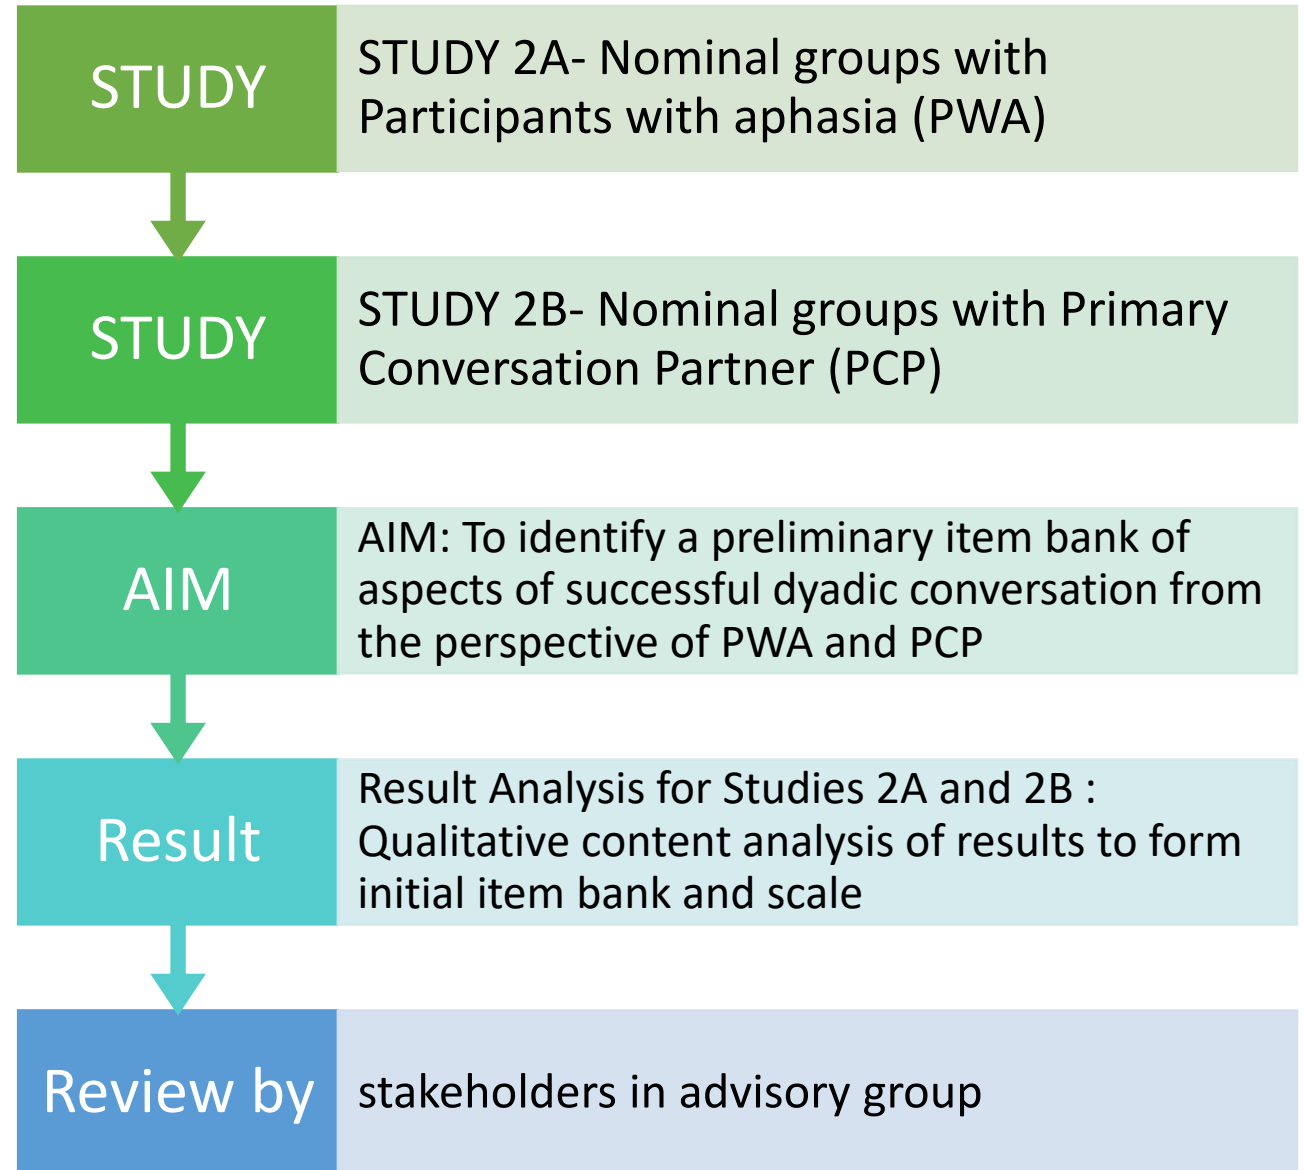 STUDY
STUDY 2A- Nominal groups with
Participants with aphasia (PWA)
STUDY
STUDY 2B- Nominal groups with Primary
Conversation Partner (PCP)
AIM
AIM: To identify a preliminary item bank of
aspects of successful dyadic conversation from
the perspective of PWA and PCP
Result
Result Analysis for Studies 2A and 2B :
Qualitative content analysis of results to form
initial item bank and scale
Review by
stakeholders in advisory group